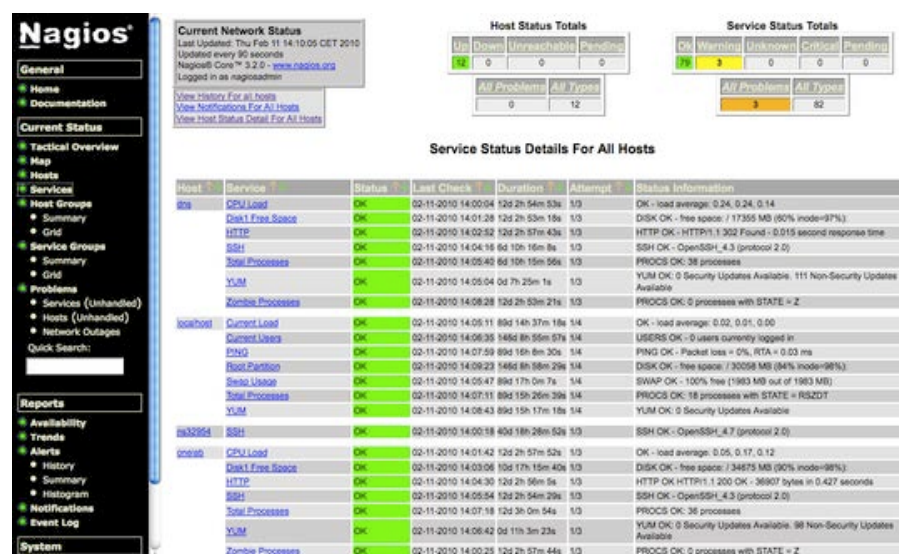 Nagios®
General
Home
Documentation
Current Status
Tactical Overview
Map
Hosts
Services
Host Groups
Summary
Grid
Service Groups
Summary
Grid
Problems
Services (Unhandled)
Hosts (Unhandled)
Network Outages
Quick Search:
Reports
Availability
Trends
Alerts
History
Summary
Histogram
Notifications
Event Log
System
Current Network Status
Last Updated: Thu Feb 11 14:10:05 CET 2010
Updated every 90 seconds
Nagios® Core™ 3.2.0 - www.nagios.org
Logged in as nagiosadmin
View History For all hosts
View Notifications For All Hosts
View Host Status Detail For All Hosts
Host Status Totals
Up Down Unreachable Pending
12 0 0 0
All Problems All Types
0 12
Service Status Totals
Ok Warning Unknown Critical Pending
79 3 0 0 0
All Problems All Types
3 82
Service Status Details For All Hosts
Host Service Status Last Check Duration Attempt Status Information
dns CPU Load OK 02-11-2010 14:00:04 12d 2h 54m 53s 1/3 OK - load average: 0.24, 0.24, 0.14
Disk1 Free Space OK 02-11-2010 14:01:28 12d 2h 53m 18s 1/3 DISK OK - free space: / 17355 MB (60% inode=97%):
HTTP OK 02-11-2010 14:02:52 12d 2h 57m 43s 1/3 HTTP OK - HTTP/1.1 302 Found - 0.015 second response time
SSH OK 02-11-2010 14:04:16 6d 10h 16m 8s 1/3 SSH OK - OpenSSH_4.3 (protocol 2.0)
Total Processes OK 02-11-2010 14:05:40 6d 10h 15m 56s 1/3 PROCS OK: 38 processes
YUM OK 02-11-2010 14:05:04 0d 7h 25m 1s 1/3 YUM OK: 0 Security Updates Available. 111 Non-Security Updates Available
Zombie Processes OK 02-11-2010 14:08:28 12d 2h 53m 21s 1/3 PROCS OK: 0 processes with STATE = Z
localhost Current Load OK 02-11-2010 14:05:11 89d 14h 37m 18s 1/4 OK - load average: 0.02, 0.01, 0.00
Current Users OK 02-11-2010 14:06:35 146d 8h 55m 57s 1/4 USERS OK - 0 users currently logged in
PING OK 02-11-2010 14:07:59 89d 16h 6m 30s 1/4 PING OK - Packet loss = 0%, RTA = 0.03 ms
Root Partition OK 02-11-2010 14:09:23 146d 8h 58m 29s 1/4 DISK OK - free space: / 30058 MB (84% inode=98%):
Swap Usage OK 02-11-2010 14:05:47 89d 17h 0m 7s 1/4 SWAP OK - 100% free (1983 MB out of 1983 MB)
Total Processes OK 02-11-2010 14:07:11 89d 15h 26m 39s 1/4 PROCS OK: 18 processes with STATE = RSZDT
YUM OK 02-11-2010 14:08:43 89d 15h 17m 18s 1/4 YUM OK: 0 Security Updates Available
ns32954 SSH OK 02-11-2010 14:00:18 40d 18h 26m 52s 1/3 SSH OK - OpenSSH_4.7 (protocol 2.0)
onelab CPU Load OK 02-11-2010 14:01:42 12d 2h 57m 52s 1/3 OK - load average: 0.05, 0.17, 0.12
Disk1 Free Space OK 02-11-2010 14:03:06 10d 17h 15m 40s 1/3 DISK OK - free space: / 34675 MB (90% inode=98%):
HTTP OK 02-11-2010 14:04:30 12d 2h 56m 5s 1/3 HTTP OK HTTP/1.1 200 OK - 36807 bytes in 0.427 seconds
SSH OK 02-11-2010 14:05:54 12d 2h 54m 29s 1/3 SSH OK - OpenSSH_4.3 (protocol 2.0)
Total Processes OK 02-11-2010 14:07:18 12d 3h 0m 54s 1/3 PROCS OK: 36 processes
YUM OK 02-11-2010 14:06:42 0d 11h 3m 23s 1/3 YUM OK: 0 Security Updates Available. 98 Non-Security Updates Available
Zombie Processes OK 02-11-2010 14:00:25 12d 2h 57m 44s 1/3 PROCS OK: 0 processes with STATE = Z